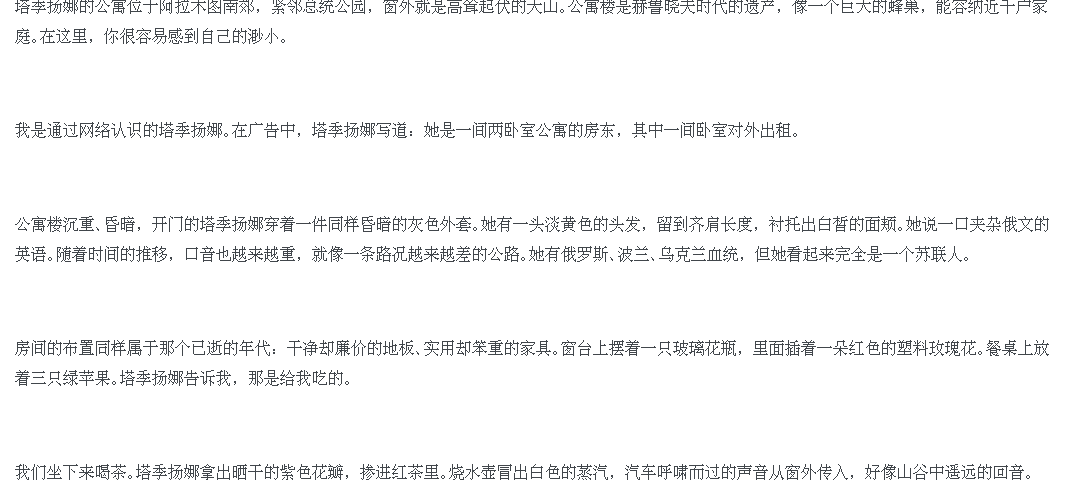 塔季扬娜的公寓位于阿拉木图南郊，紧邻总统公园，窗外就是高耸起伏的天山。公寓楼是赫鲁晓夫时代的遗产，像一个巨大的蜂巢，能容纳近千户家
庭。在这里，你很容易感到自己的渺小。
我是通过网络认识的塔季扬娜。在广告中，塔季扬娜写道：她是一间两卧室公寓的房东，其中一间卧室对外出租。
公寓楼沉重、昏暗，开门的塔季扬娜穿着一件同样昏暗的灰色外套。她有一头淡黄色的头发，留到齐肩长度，衬托出白皙的面颊。她说一口夹杂俄文的
英语。随着时间的推移，口音也越来越重，就像一条路况越来越差的公路。她有俄罗斯、波兰、乌克兰血统，但她看起来完全是一个苏联人。
房间的布置同样属于那个已逝的年代：干净却廉价的地板、实用却笨重的家具。窗台上摆着一只玻璃花瓶，里面插着一朵红色的塑料玫瑰花。餐桌上放
着三只绿苹果。塔季扬娜告诉我，那是给我吃的。
我们坐下来喝茶。塔季扬娜拿出晒干的紫色花瓣，掺进红茶里。烧水壶冒出白色的蒸汽，汽车呼啸而过的声音从窗外传入，好像山谷中遥远的回音。